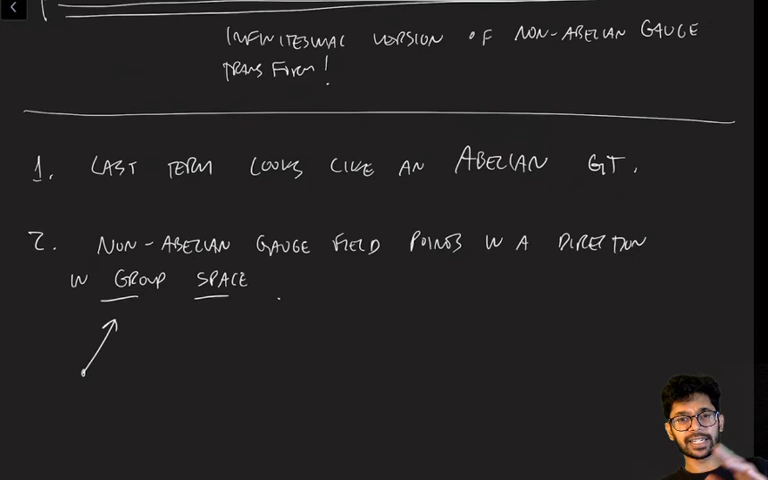 INFINITESIMAL VERSION OF NON-ABELIAN GAUGE
TRANSFORM!
1. LAST TERM LOOKS LIKE AN ABELIAN GT.
2. NON-ABELIAN GAUGE FIELD POINTS IN A DIRECTION
IN GROUP SPACE.